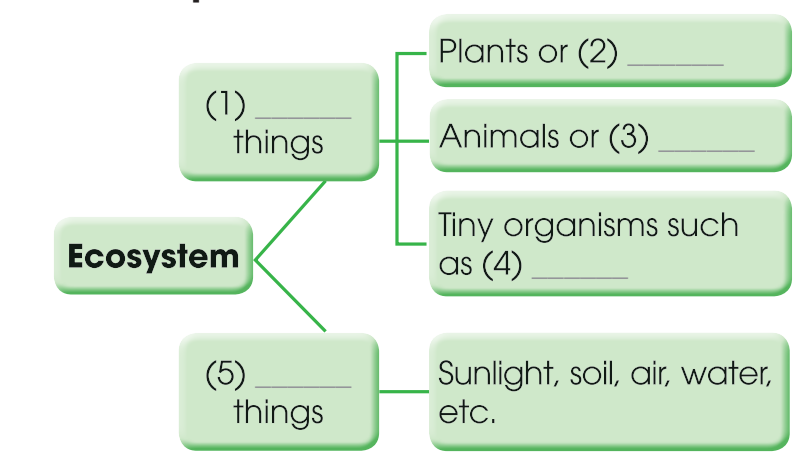 Plants or (2) ______
(1) ______
things
Animals or (3) ______
Tiny organisms such
as (4) ______
Ecosystem
(5) ______
things
Sunlight, soil, air, water,
etc.